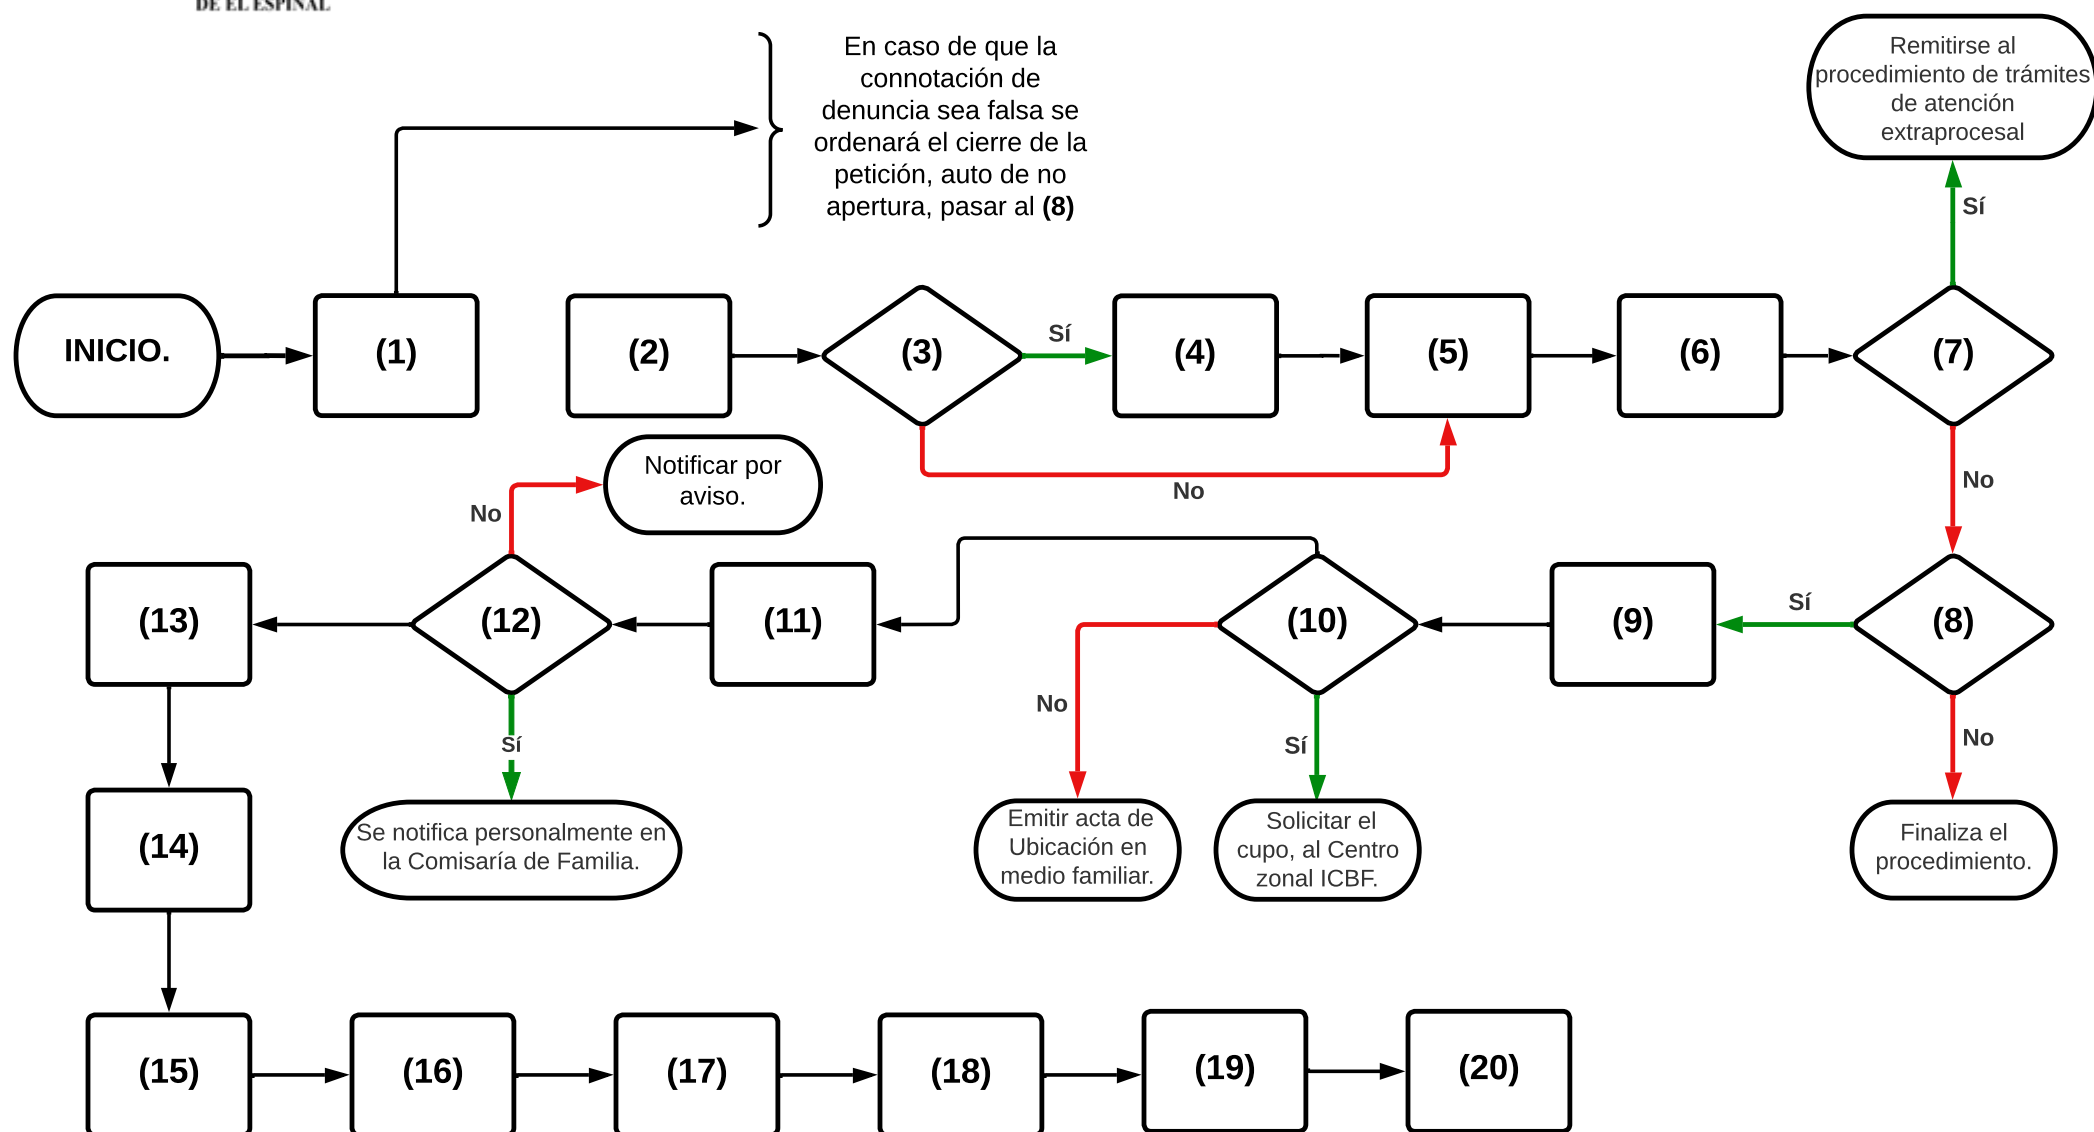 DE EL ESPINAL
En caso de que la
connotación de
denuncia sea falsa se
ordenará el cierre de la
petición, auto de no
apertura, pasar al (8)
Remitirse al
procedimiento de trámites
de atención
extraprocesal
Sí
INICIO.
(1)
(2)
(3)
Sí
(4)
(5)
(6)
(7)
No
No
Notificar por
aviso.
No
(13)
(12)
(11)
(10)
(9)
Sí
(8)
Sí
No
Sí
No
(14)
Se notifica personalmente en
la Comisaría de Familia.
Emitir acta de
Ubicación en
medio familiar.
Solicitar el
cupo, al Centro
zonal ICBF.
Finaliza el
procedimiento.
(15)
(16)
(17)
(18)
(19)
(20)